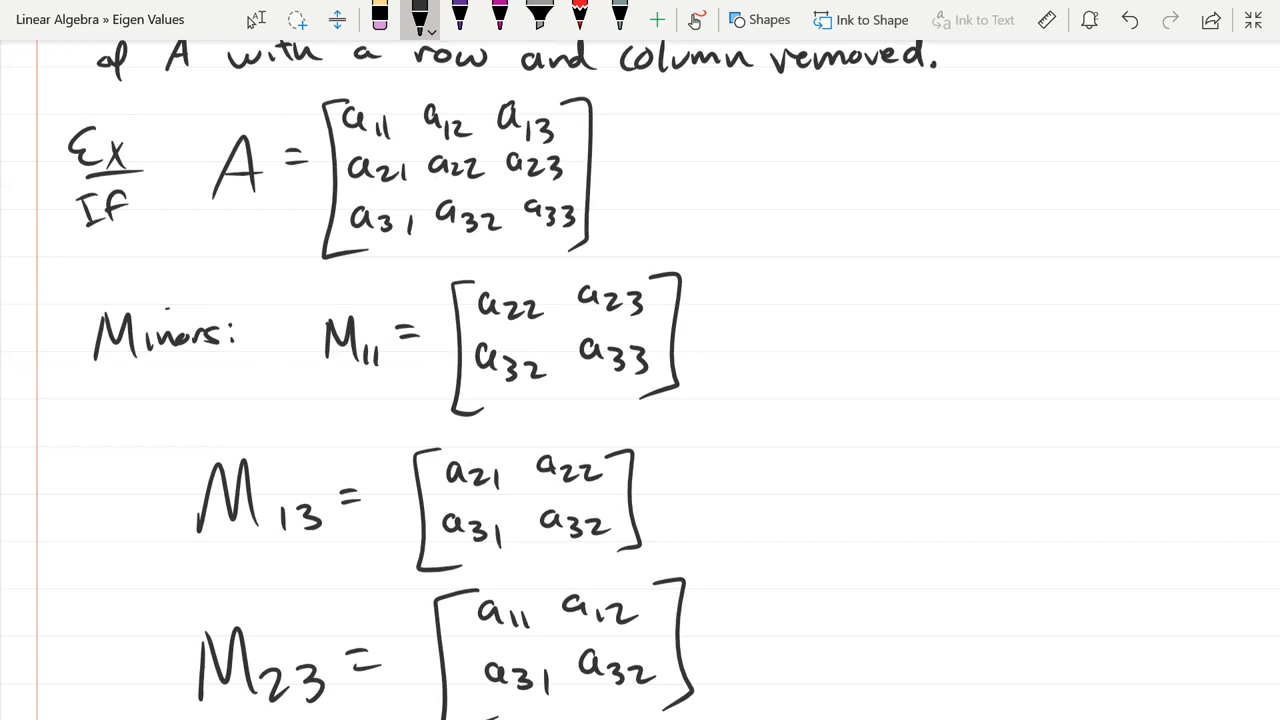 Linear Algebra » Eigen Values
Shapes
Ink to Shape
Ink to Text
of A with a row and column removed.
Ex
If
A = [a11 a12 a13
a21 a22 a23
a31 a32 a33]
Minors: M11 = [a22 a23
a32 a33]
M13 = [a21 a22
a31 a32]
M23 = [a11 a12
a31 a32]